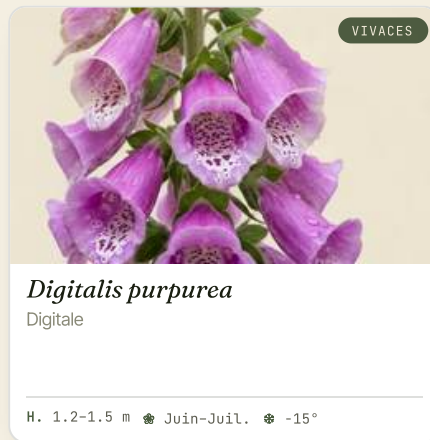 VIVACES
Digitalis purpurea
Digitale
H. 1.2–1.5 m ❀ Juin–Juil. ❄ -15°